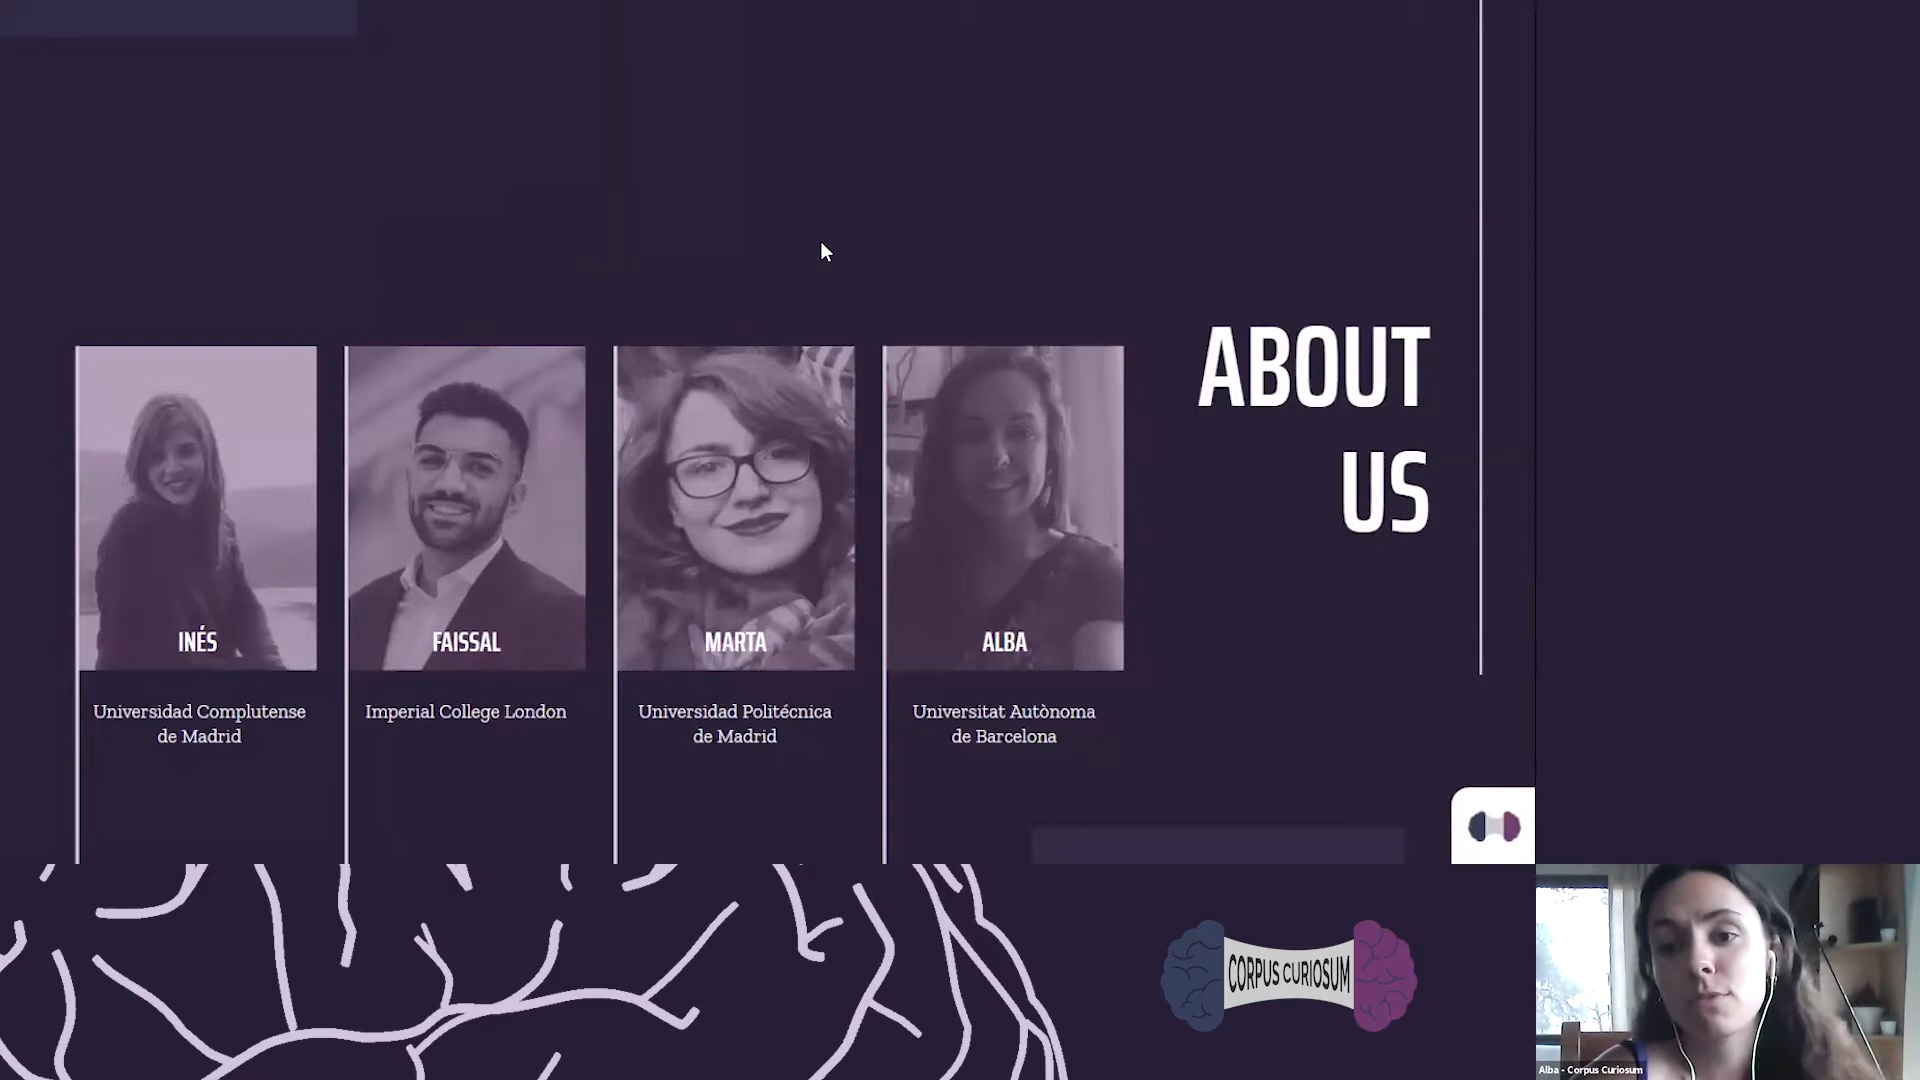 ABOUT
US
INÉS
FAISSAL
MARTA
ALBA
Universidad Complutense
de Madrid
Imperial College London
Universidad Politécnica
de Madrid
Universitat Autònoma
de Barcelona
CORPUS CURIOSUM
Alba - Corpus Curiosum